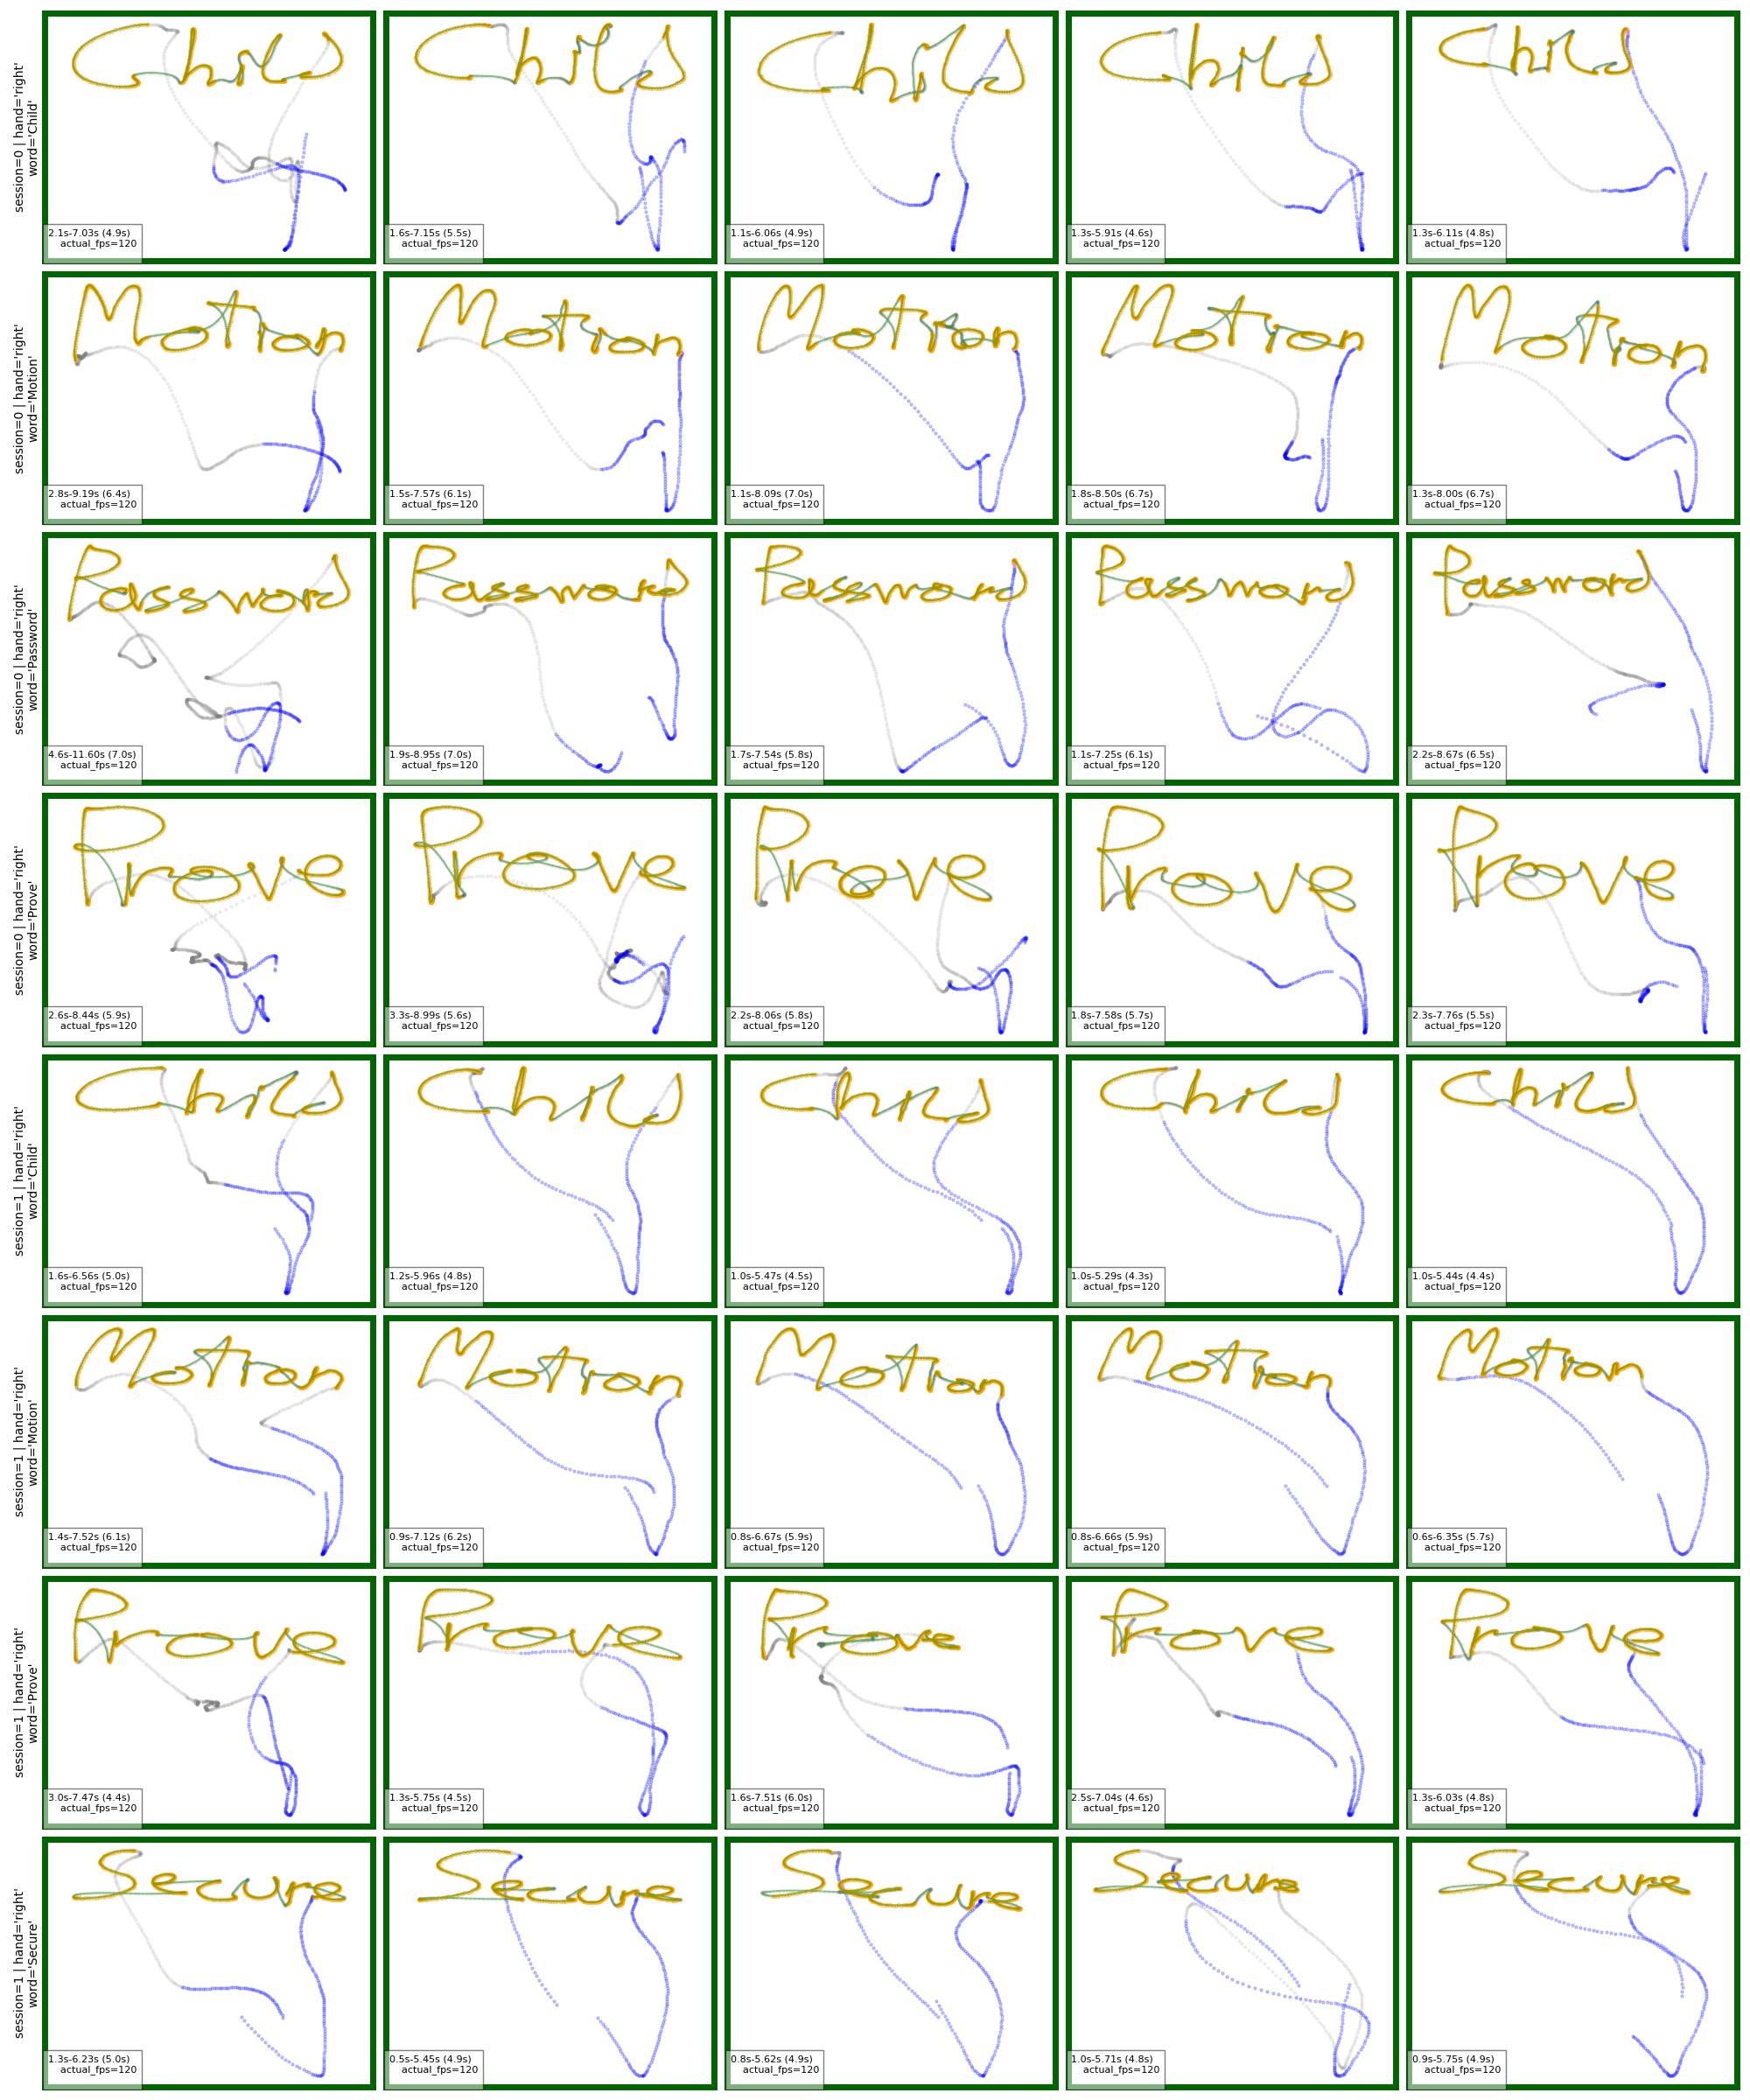 session=0 | hand='right'
word='Child'
Child Child Child Child Child
2.1s-7.03s (4.9s)
actual_fps=120
1.6s-7.15s (5.5s)
actual_fps=120
1.1s-6.06s (4.9s)
actual_fps=120
1.3s-5.91s (4.6s)
actual_fps=120
1.3s-6.11s (4.8s)
actual_fps=120
session=0 | hand='right'
word='Motion'
Motion Motion Motion Motion Motion
2.8s-9.19s (6.4s)
actual_fps=120
1.5s-7.57s (6.1s)
actual_fps=120
1.1s-8.09s (7.0s)
actual_fps=120
1.8s-8.50s (6.7s)
actual_fps=120
1.3s-8.00s (6.7s)
actual_fps=120
session=0 | hand='right'
word='Password'
Password Password Password Password Password
4.6s-11.60s (7.0s)
actual_fps=120
1.9s-8.95s (7.0s)
actual_fps=120
1.7s-7.54s (5.8s)
actual_fps=120
1.1s-7.25s (6.1s)
actual_fps=120
2.2s-8.67s (6.5s)
actual_fps=120
session=0 | hand='right'
word='Prove'
Prove Prove Prove Prove Prove
2.6s-8.44s (5.9s)
actual_fps=120
3.3s-8.99s (5.6s)
actual_fps=120
2.2s-8.06s (5.8s)
actual_fps=120
1.8s-7.58s (5.7s)
actual_fps=120
2.3s-7.76s (5.5s)
actual_fps=120
session=1 | hand='right'
word='Child'
Child Child Child Child Child
1.6s-6.56s (5.0s)
actual_fps=120
1.2s-5.96s (4.8s)
actual_fps=120
1.0s-5.47s (4.5s)
actual_fps=120
1.0s-5.29s (4.3s)
actual_fps=120
1.0s-5.44s (4.4s)
actual_fps=120
session=1 | hand='right'
word='Motion'
Motion Motion Motion Motion Motion
1.4s-7.52s (6.1s)
actual_fps=120
0.9s-7.12s (6.2s)
actual_fps=120
0.8s-6.67s (5.9s)
actual_fps=120
0.8s-6.66s (5.9s)
actual_fps=120
0.6s-6.35s (5.7s)
actual_fps=120
session=1 | hand='right'
word='Prove'
Prove Prove Prove Prove Prove
3.0s-7.47s (4.4s)
actual_fps=120
1.3s-5.75s (4.5s)
actual_fps=120
1.6s-7.51s (6.0s)
actual_fps=120
2.5s-7.04s (4.6s)
actual_fps=120
1.3s-6.03s (4.8s)
actual_fps=120
session=1 | hand='right'
word='Secure'
Secure Secure Secure Secure Secure
1.3s-6.23s (5.0s)
actual_fps=120
0.5s-5.45s (4.9s)
actual_fps=120
0.8s-5.62s (4.9s)
actual_fps=120
1.0s-5.71s (4.8s)
actual_fps=120
0.9s-5.75s (4.9s)
actual_fps=120